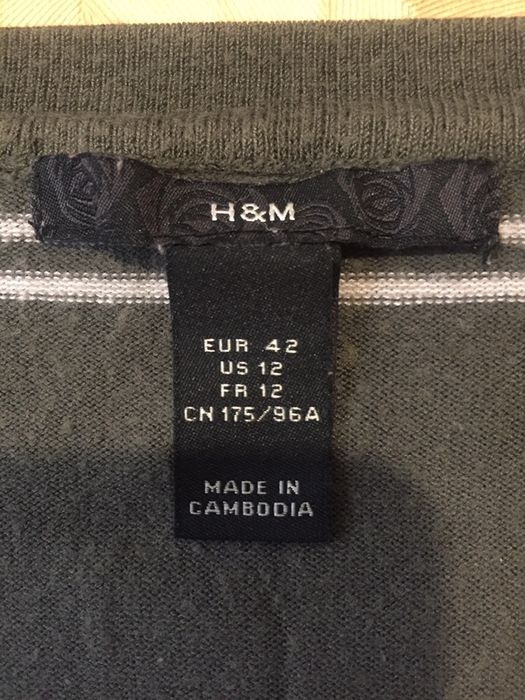 H&M
EUR 42
US 12
FR 12
CN 175/96A
MADE IN
CAMBODIA